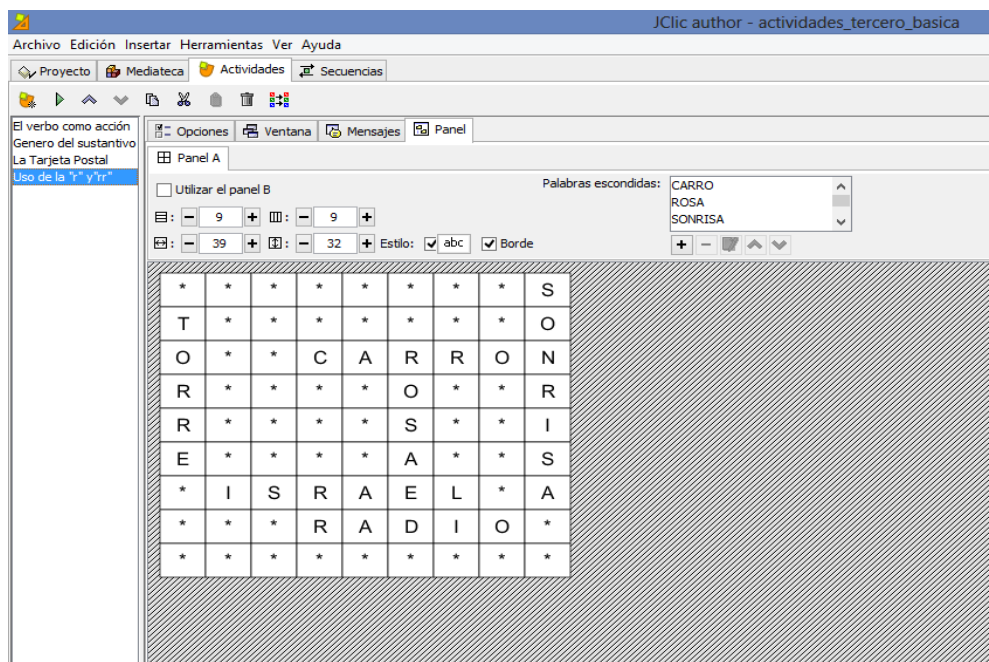 JClic author - actividades_tercero_basica
Archivo Edición Insertar Herramientas Ver Ayuda
Proyecto Mediateca Actividades Secuencias
El verbo como acción
Genero del sustantivo
La Tarjeta Postal
Uso de la "r" y"rr"
Opciones Ventana Mensajes Panel
Panel A
Utilizar el panel B
Palabras escondidas:
CARRO
ROSA
SONRISA
: − 9 + : − 9 +
: − 39 + : − 32 + Estilo: abc Borde
+ −
* * * * * * * * S
T * * * * * * * O
O * * C A R R O N
R * * * * O * * R
R * * * * S * * I
E * * * * A * * S
* I S R A E L * A
* * * R A D I O *
* * * * * * * * *